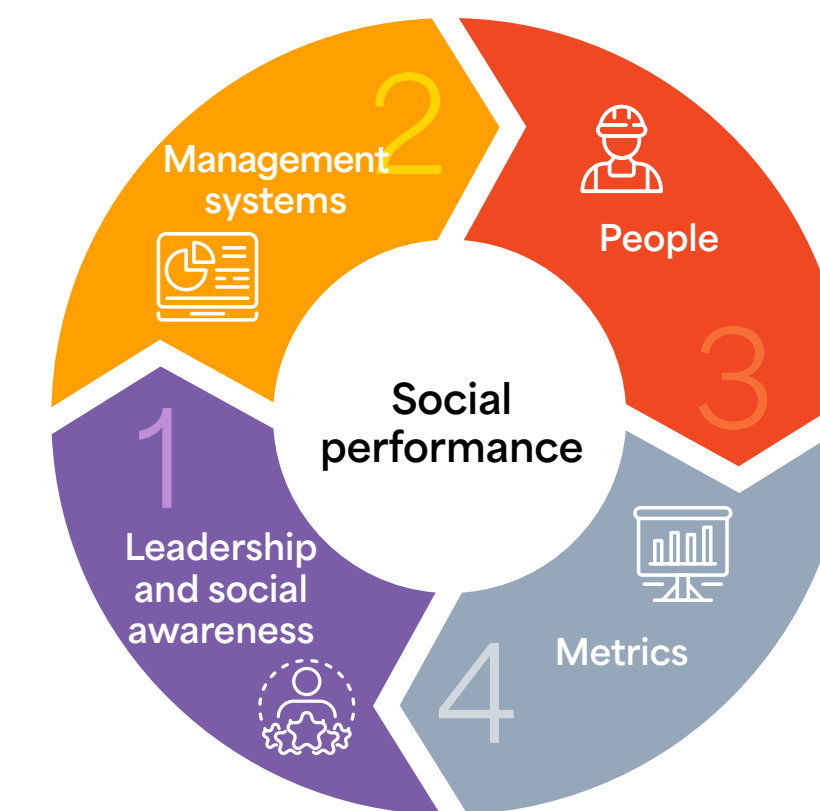 2
Management
systems
People
3
Social
performance
1
Leadership
and social
awareness
4
Metrics